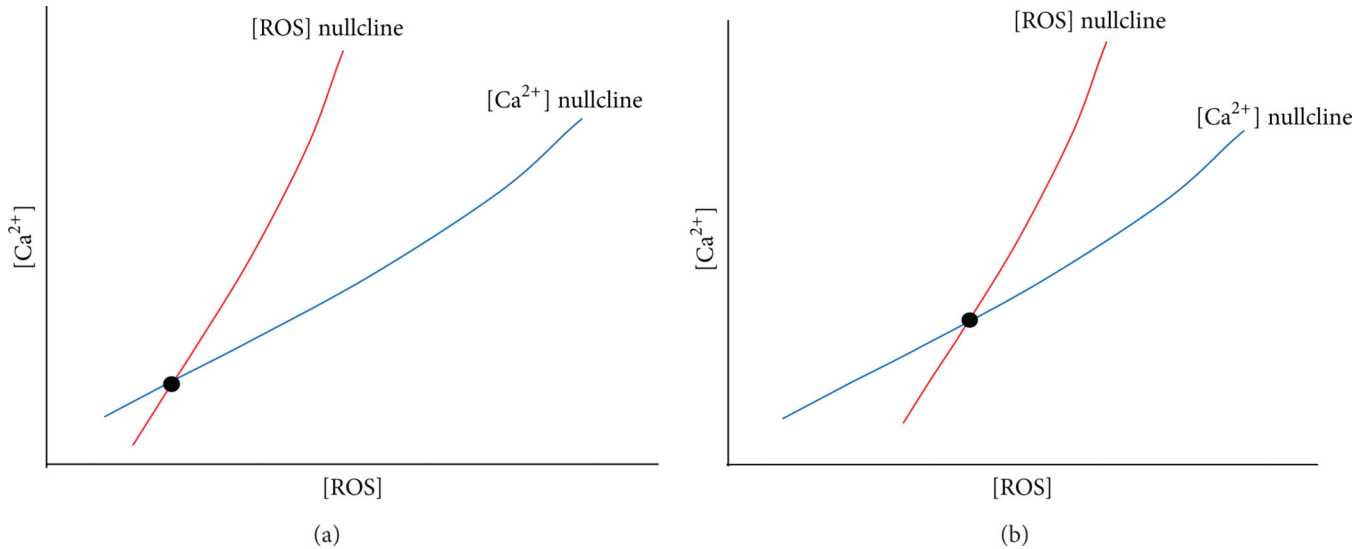 [ROS] nullcline
[Ca²⁺] nullcline
[Ca²⁺]
[ROS]
(a)
[ROS] nullcline
[Ca²⁺] nullcline
[Ca²⁺]
[ROS]
(b)